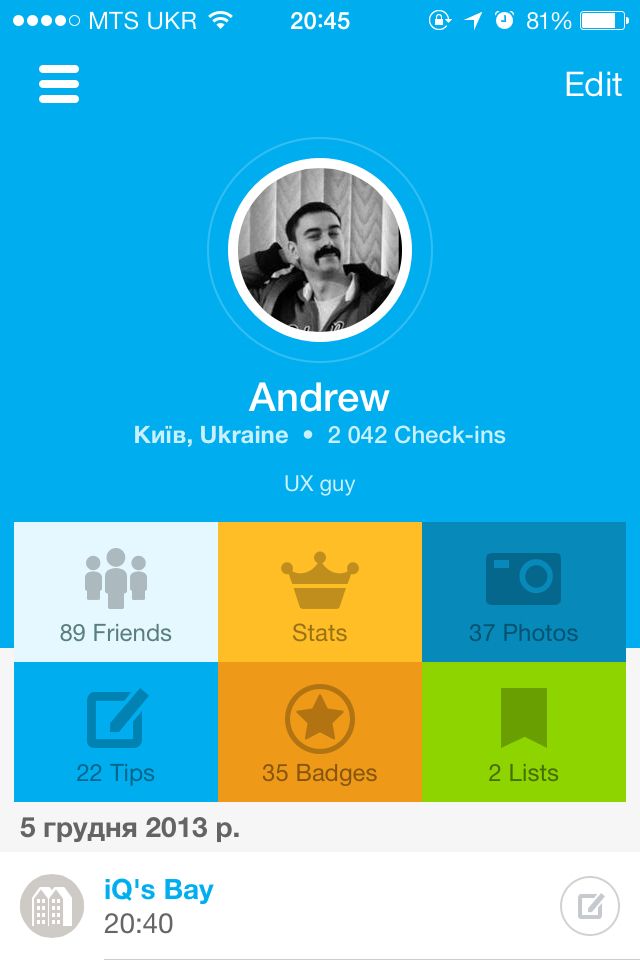 MTS UKR 20:45 81%
Edit
Andrew
Київ, Ukraine • 2 042 Check-ins
UX guy
89 Friends Stats 37 Photos
22 Tips 35 Badges 2 Lists
5 грудня 2013 р.
iQ's Bay
20:40